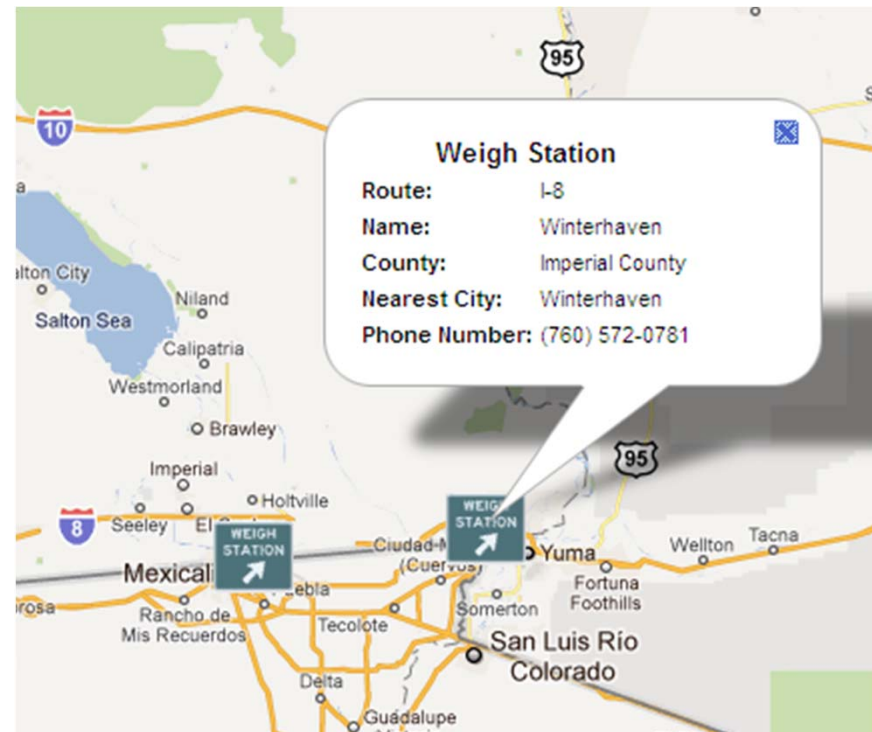 95
10
Weigh Station
Route: I-8
Name: Winterhaven
County: Imperial County
Nearest City: Winterhaven
Phone Number: (760) 572-0781
alton City
Niland
Salton Sea
Calipatria
Westmorland
Brawley
95
Imperial
Holtville
8
Seeley
WEIGH
STATION
WEIGH
STATION
Ciudad
(Cuervos)
Yuma
Wellton
Tacna
Mexicali
Fortuna
Foothills
Rancho de
Mis Recuerdos
Tecolote
Somerton
San Luis Río
Colorado
Delta
Guadalupe